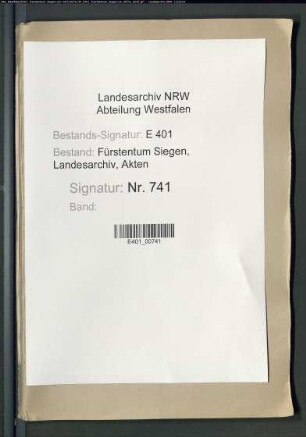 Landesarchiv NRW
Abteilung Westfalen
Bestands-Signatur: E 401
Bestand: Fürstentum Siegen,
Landesarchiv, Akten
Signatur: Nr. 741
Band:
E401_00741